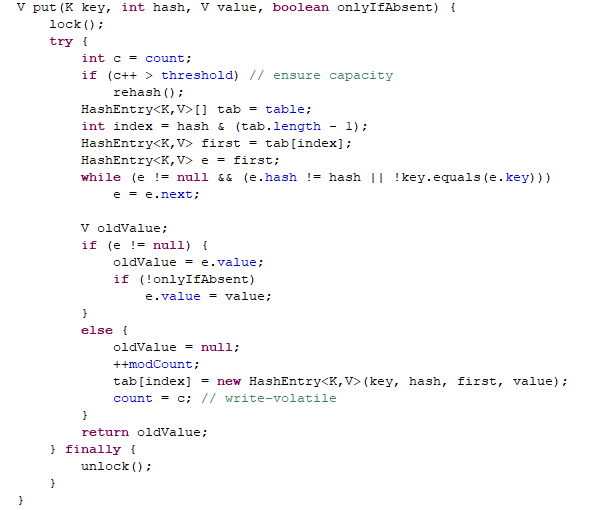 V put(K key, int hash, V value, boolean onlyIfAbsent) {
    lock();
    try {
        int c = count;
        if (c++ > threshold) // ensure capacity
            rehash();
        HashEntry<K,V>[] tab = table;
        int index = hash & (tab.length - 1);
        HashEntry<K,V> first = tab[index];
        HashEntry<K,V> e = first;
        while (e != null && (e.hash != hash || !key.equals(e.key)))
            e = e.next;

        V oldValue;
        if (e != null) {
            oldValue = e.value;
            if (!onlyIfAbsent)
                e.value = value;
        }
        else {
            oldValue = null;
            ++modCount;
            tab[index] = new HashEntry<K,V>(key, hash, first, value);
            count = c; // write-volatile
        }
        return oldValue;
    } finally {
        unlock();
    }
}